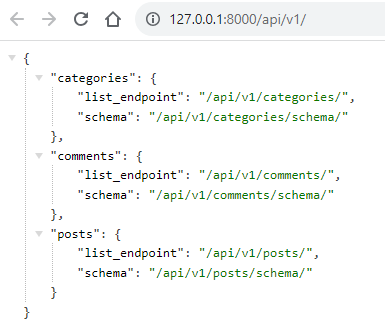 127.0.0.1:8000/api/v1/
{
"categories": {
"list_endpoint": "/api/v1/categories/",
"schema": "/api/v1/categories/schema/"
},
"comments": {
"list_endpoint": "/api/v1/comments/",
"schema": "/api/v1/comments/schema/"
},
"posts": {
"list_endpoint": "/api/v1/posts/",
"schema": "/api/v1/posts/schema/"
}
}